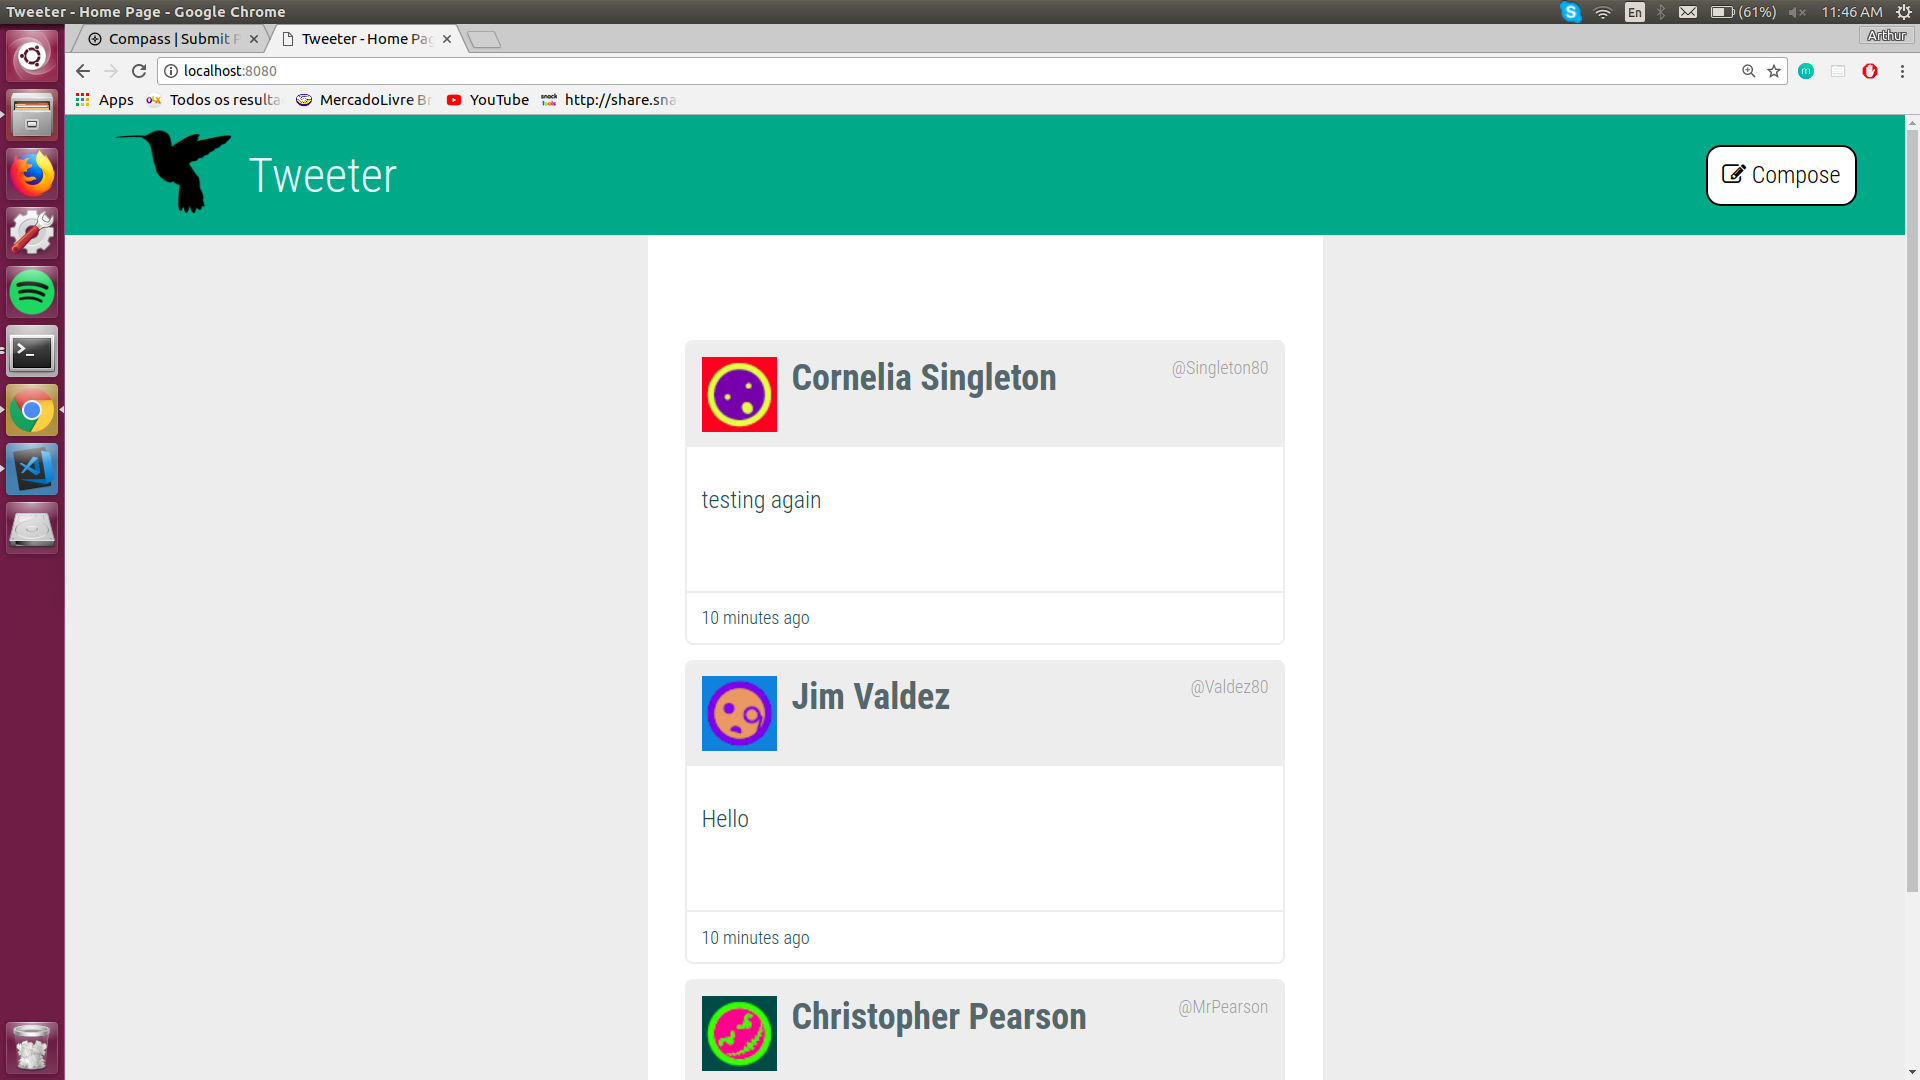 Tweeter - Home Page - Google Chrome
En
(61%)
11:46 AM
Compass | Submit P
Tweeter - Home Pag
Arthur
localhost:8080
Apps
Todos os resulta
MercadoLivre Br
YouTube
http://share.sna
Tweeter
Compose
Cornelia Singleton
@Singleton80
testing again
10 minutes ago
Jim Valdez
@Valdez80
Hello
10 minutes ago
Christopher Pearson
@MrPearson